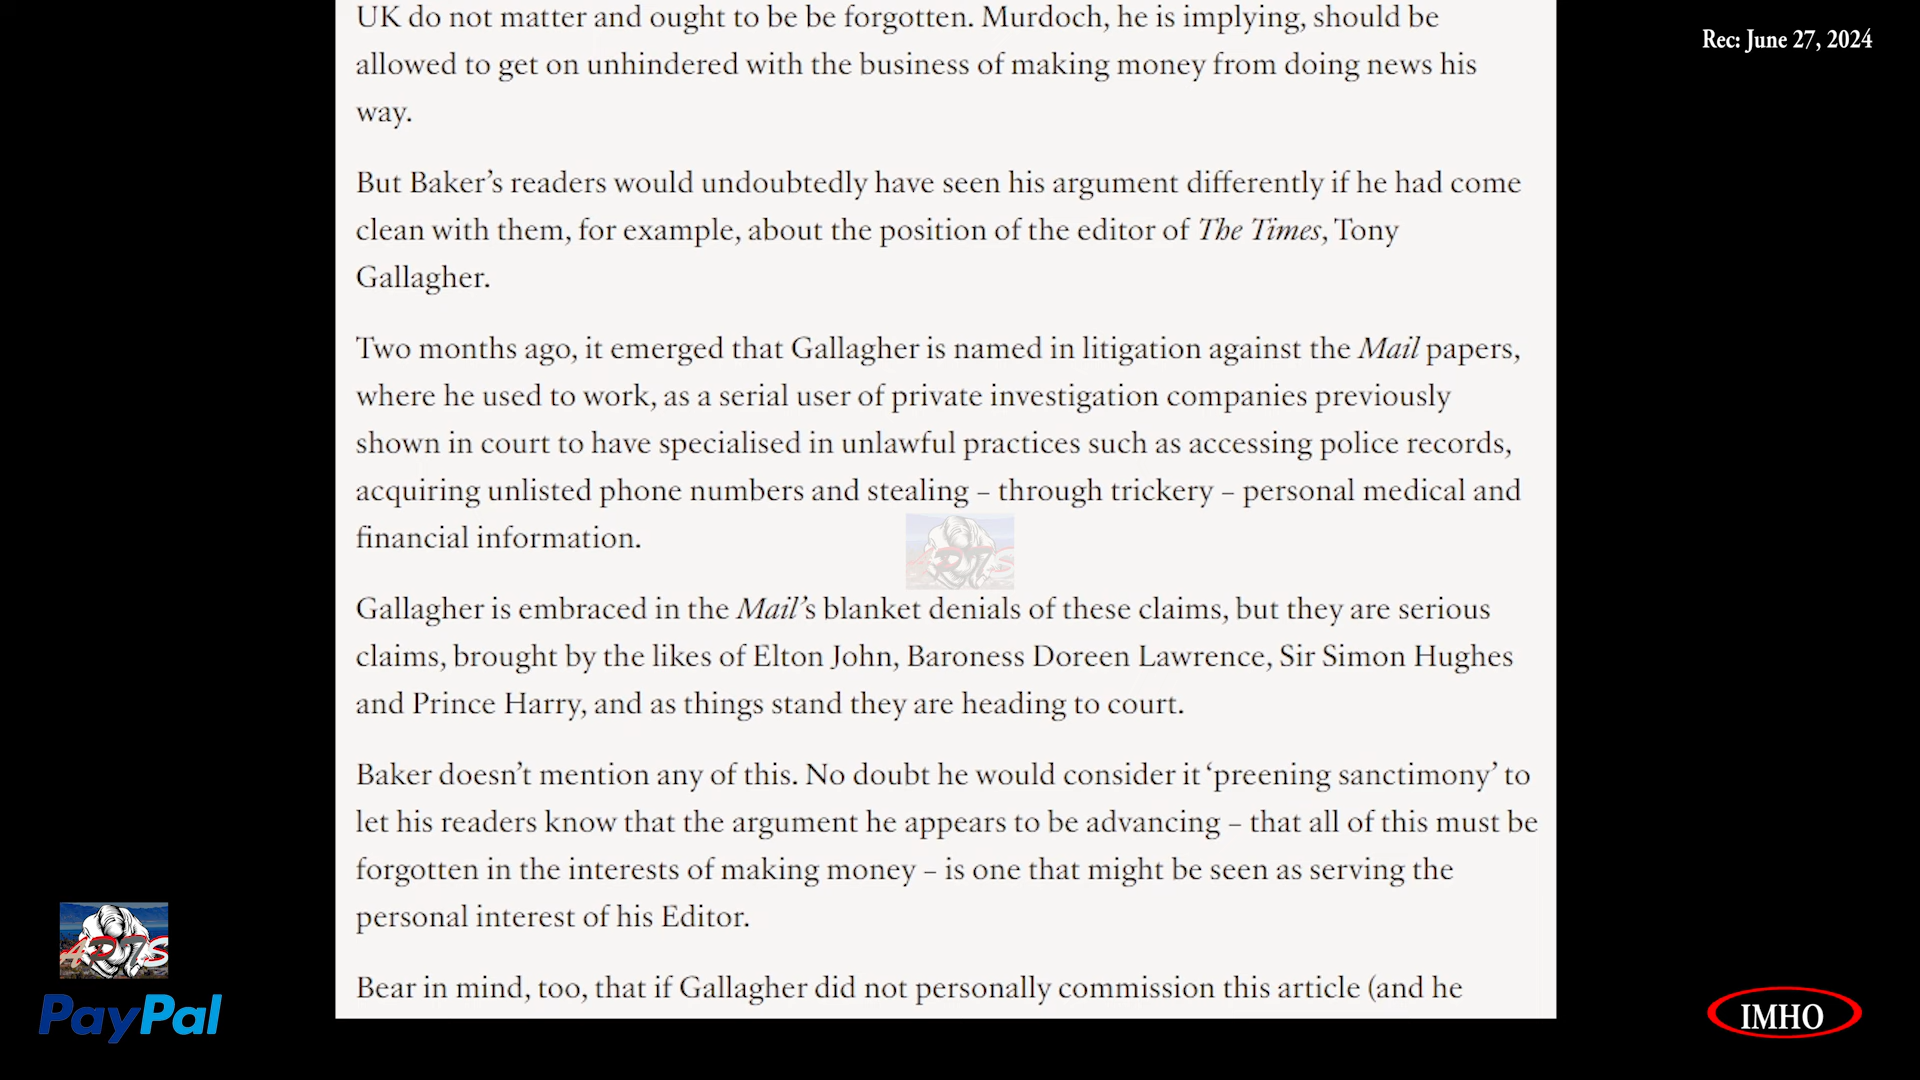 UK do not matter and ought to be be forgotten. Murdoch, he is implying, should be
allowed to get on unhindered with the business of making money from doing news his
way.
But Baker’s readers would undoubtedly have seen his argument differently if he had come
clean with them, for example, about the position of the editor of The Times, Tony
Gallagher.
Two months ago, it emerged that Gallagher is named in litigation against the Mail papers,
where he used to work, as a serial user of private investigation companies previously
shown in court to have specialised in unlawful practices such as accessing police records,
acquiring unlisted phone numbers and stealing – through trickery – personal medical and
financial information.
Gallagher is embraced in the Mail’s blanket denials of these claims, but they are serious
claims, brought by the likes of Elton John, Baroness Doreen Lawrence, Sir Simon Hughes
and Prince Harry, and as things stand they are heading to court.
Baker doesn’t mention any of this. No doubt he would consider it ‘preening sanctimony’ to
let his readers know that the argument he appears to be advancing – that all of this must be
forgotten in the interests of making money – is one that might be seen as serving the
personal interest of his Editor.
Bear in mind, too, that if Gallagher did not personally commission this article (and he
Rec: June 27, 2024
PayPal
IMHO